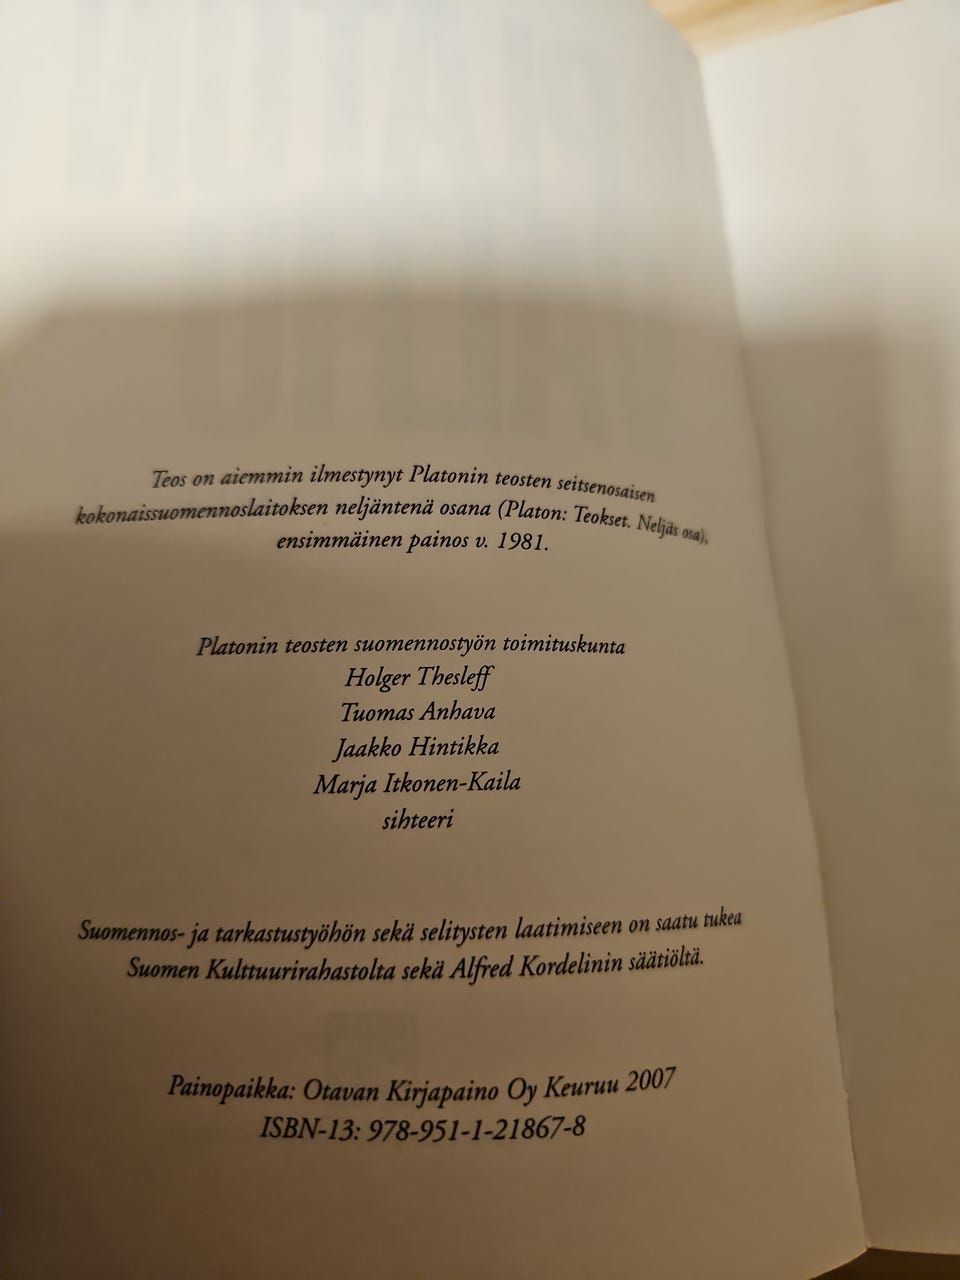 Teos on aiemmin ilmestynyt Platonin teosten seitsenosaisen
kokonaissuomennoslaitoksen neljäntenä osana (Platon: Teokset. Neljäs osa),
ensimmäinen painos v. 1981.
Platonin teosten suomennostyön toimituskunta
Holger Thesleff
Tuomas Anhava
Jaakko Hintikka
Marja Itkonen-Kaila
sihteeri
Suomennos- ja tarkastustyöhön sekä selitysten laatimiseen on saatu tukea
Suomen Kulttuurirahastolta sekä Alfred Kordelinin säätiöltä.
Painopaikka: Otavan Kirjapaino Oy Keuruu 2007
ISBN-13: 978-951-1-21867-8